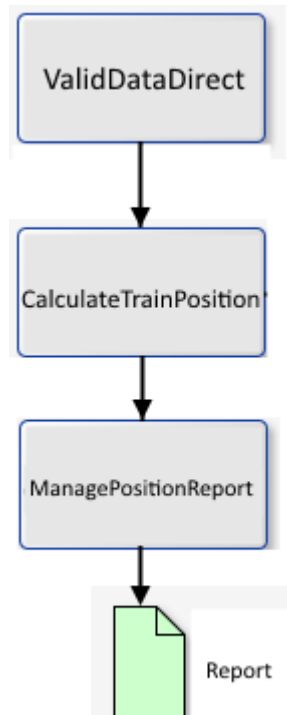 ValidDataDirect
CalculateTrainPosition
ManagePositionReport
Report